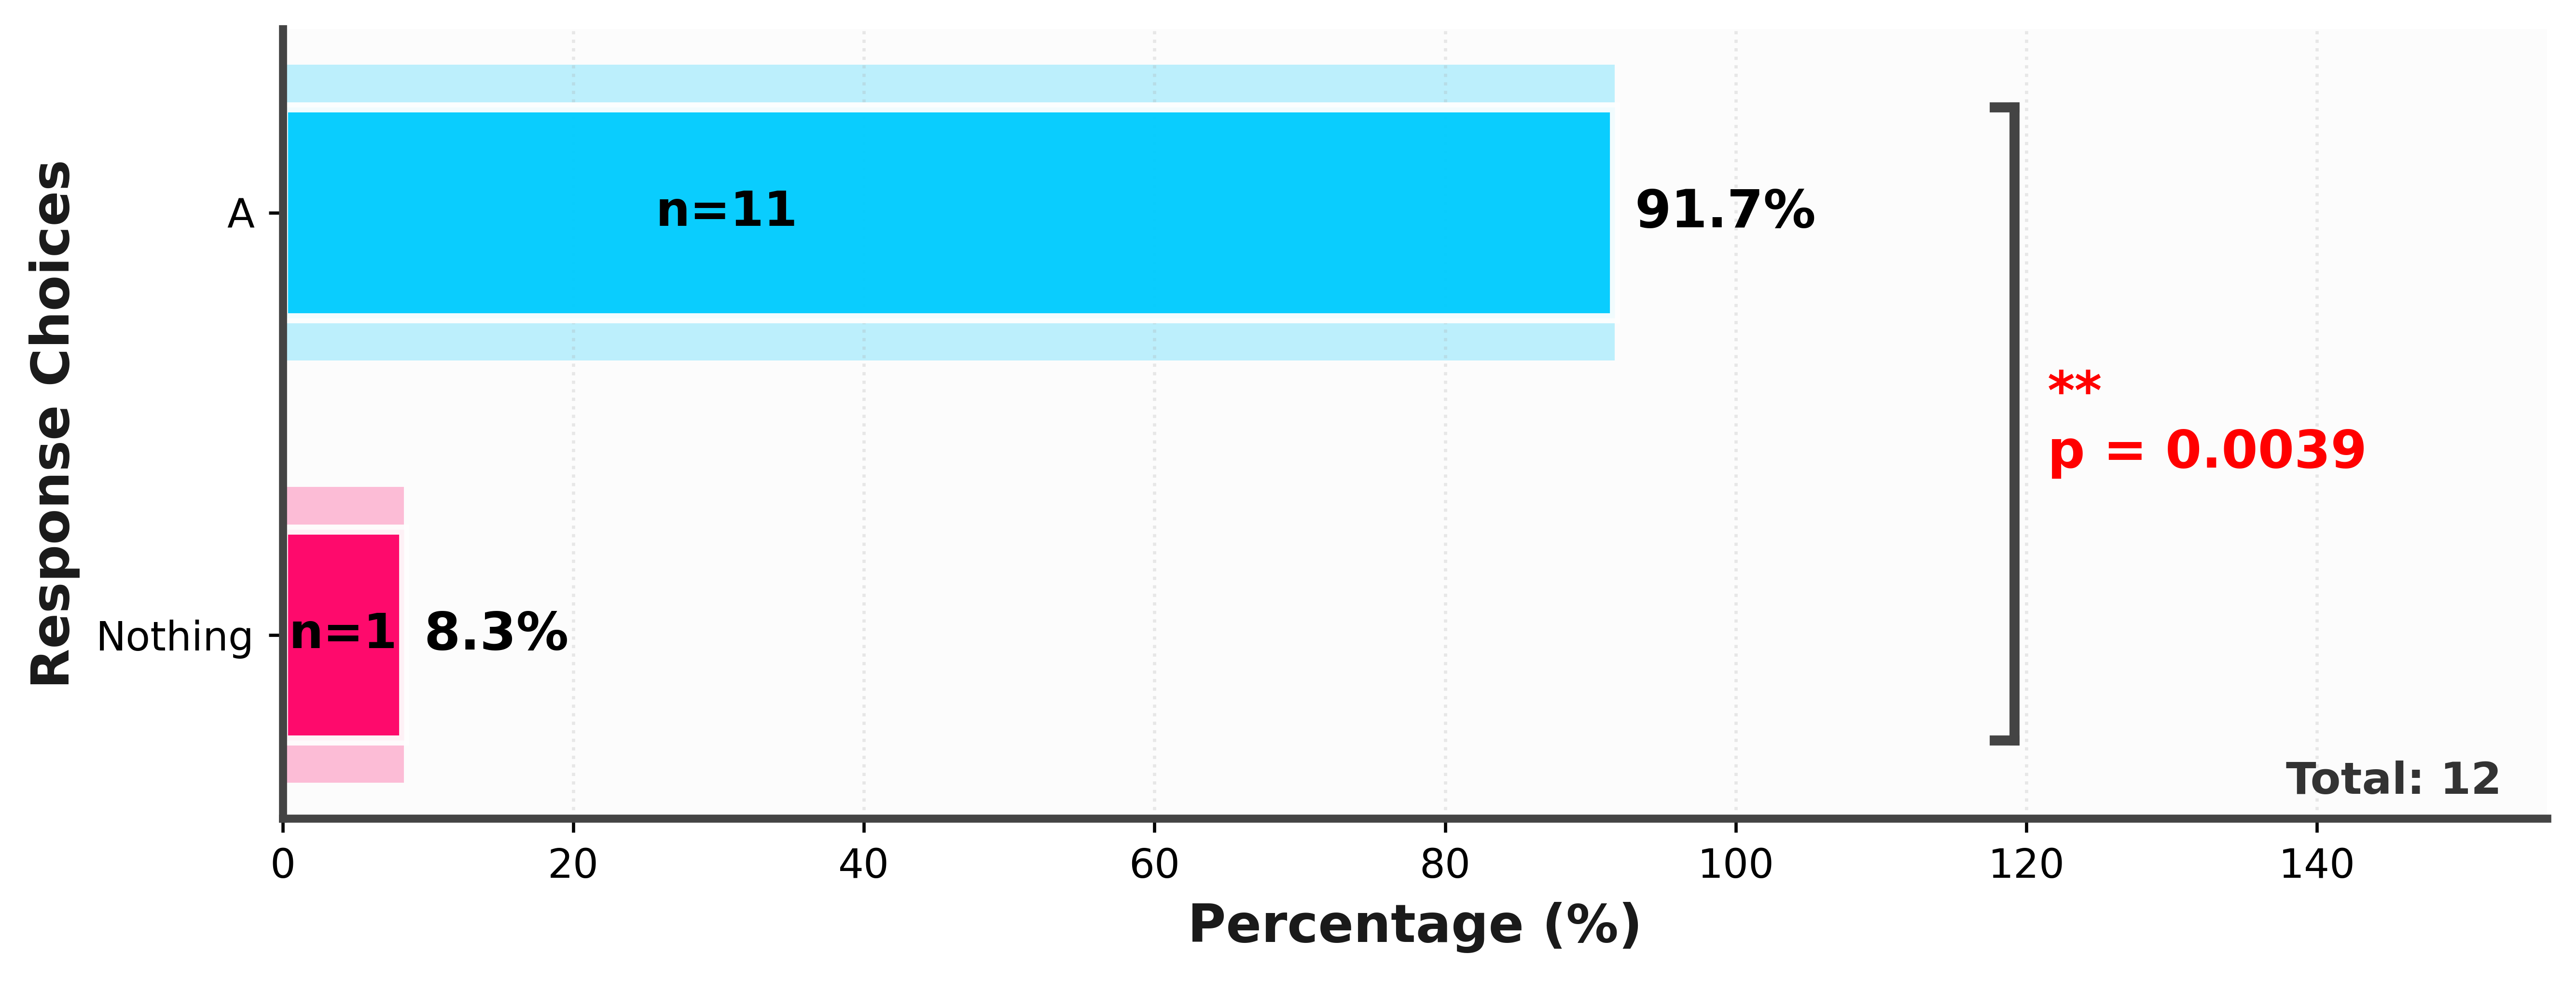 Response Choices
A
n=11
91.7%
**
p = 0.0039
Nothing
n=1
8.3%
Total: 12
0 20 40 60 80 100 120 140
Percentage (%)